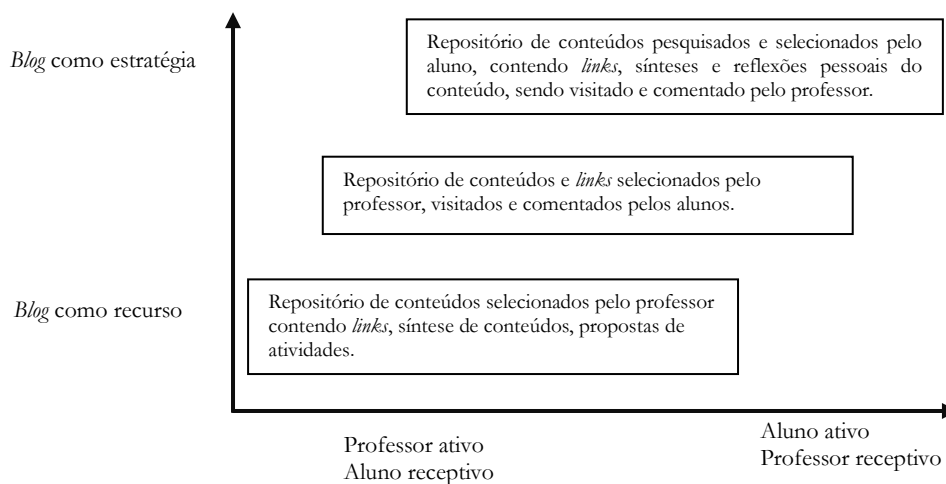 Blog como estratégia
Repositório de conteúdos pesquisados e selecionados pelo
aluno, contendo links, sínteses e reflexões pessoais do
conteúdo, sendo visitado e comentado pelo professor.
Repositório de conteúdos e links selecionados pelo
professor, visitados e comentados pelos alunos.
Blog como recurso
Repositório de conteúdos selecionados pelo professor
contendo links, síntese de conteúdos, propostas de
atividades.
Professor ativo
Aluno receptivo
Aluno ativo
Professor receptivo